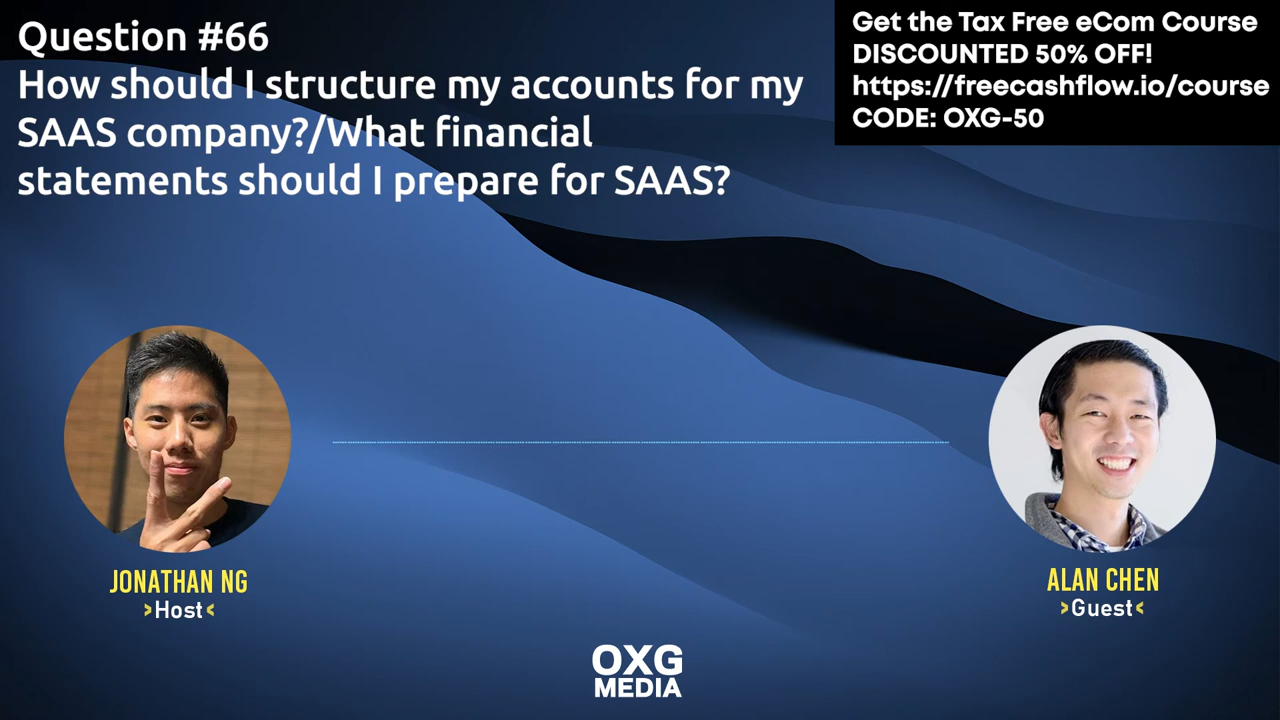 Question #66
How should I structure my accounts for my
SAAS company?/What financial
statements should I prepare for SAAS?
Get the Tax Free eCom Course
DISCOUNTED 50% OFF!
https://freecashflow.io/course
CODE: OXG-50
JONATHAN NG
>Host<
ALAN CHEN
>Guest<
OXG
MEDIA